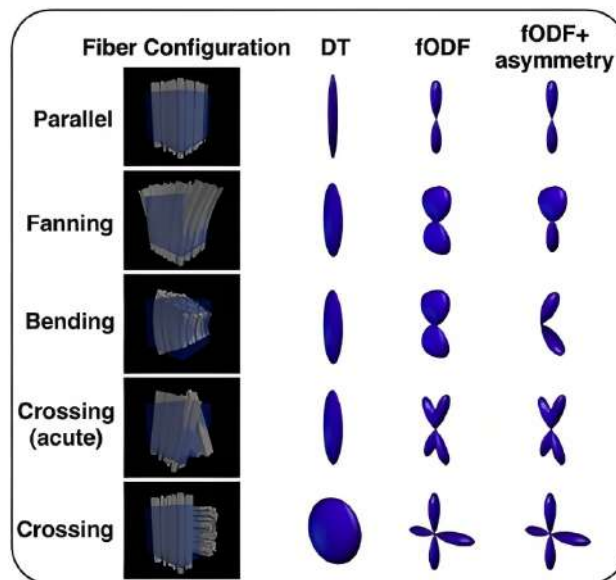 Fiber Configuration DT fODF fODF+
asymmetry
Parallel
Fanning
Bending
Crossing
(acute)
Crossing